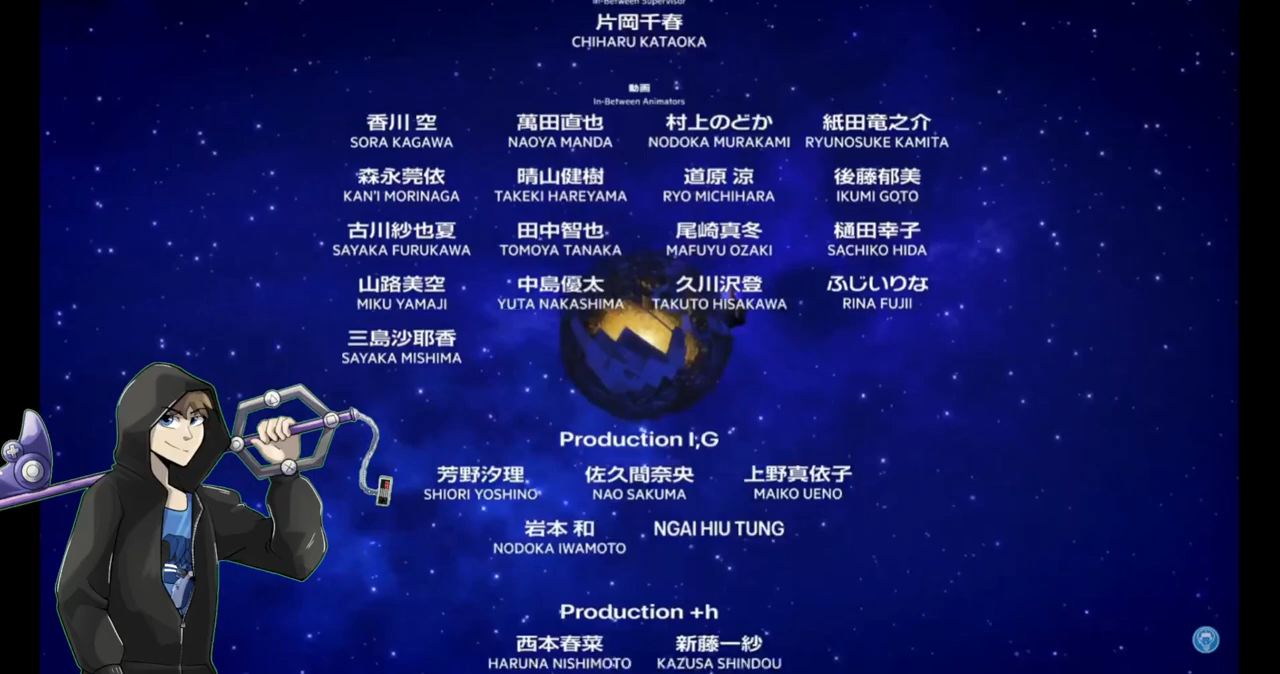 In-Between Supervisor
片岡千春
CHIHARU KATAOKA
動画
In-Between Animators
香川 空 萬田直也 村上のどか 紙田竜之介
SORA KAGAWA NAOYA MANDA NODOKA MURAKAMI RYUNOSUKE KAMITA
森永莞依 晴山健樹 道原 涼 後藤郁美
KAN'I MORINAGA TAKEKI HAREYAMA RYO MICHIHARA IKUMI GOTO
古川紗也夏 田中智也 尾崎真冬 樋田幸子
SAYAKA FURUKAWA TOMOYA TANAKA MAFUYU OZAKI SACHIKO HIDA
山路美空 中島優太 久川沢登 ふじいりな
MIKU YAMAJI YUTA NAKASHIMA TAKUTO HISAKAWA RINA FUJII
三島沙耶香
SAYAKA MISHIMA
Production I,G
芳野汐理 佐久間奈央 上野真依子
SHIORI YOSHINO NAO SAKUMA MAIKO UENO
岩本 和 NGAI HIU TUNG
NODOKA IWAMOTO
Production +h
西本春菜 新藤一紗
HARUNA NISHIMOTO KAZUSA SHINDOU